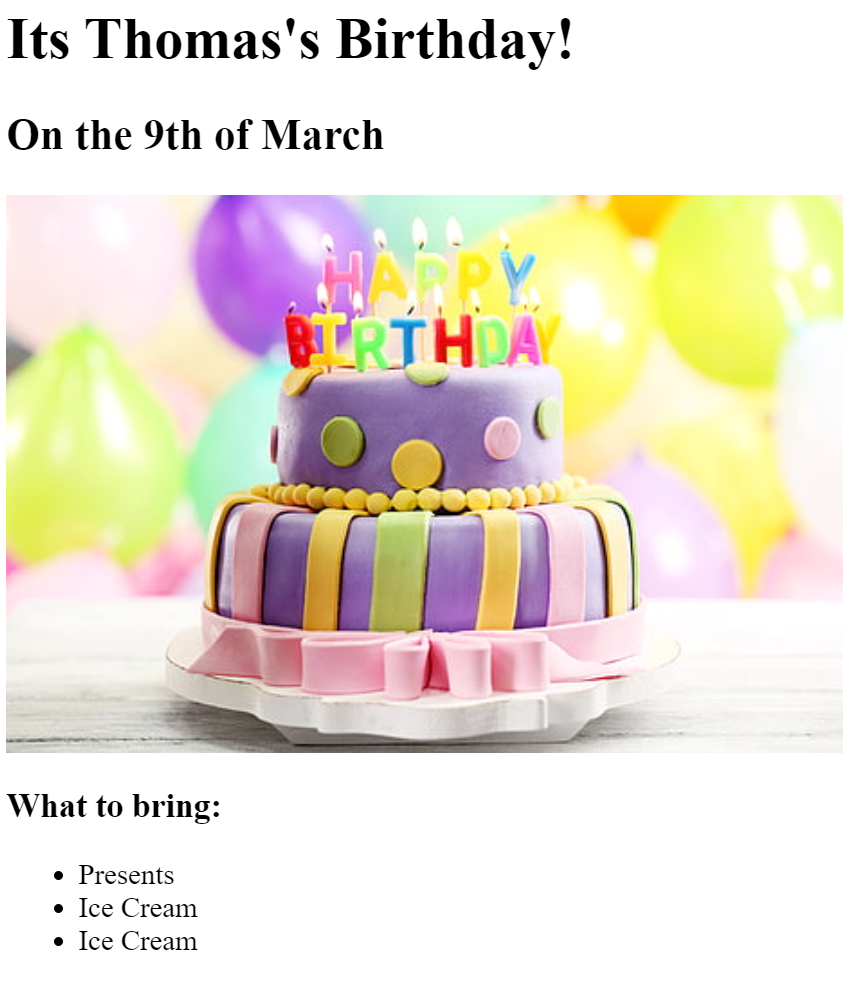 Its Thomas's Birthday!
On the 9th of March
HAPPY
BIRTHDAY
What to bring:
Presents
Ice Cream
Ice Cream